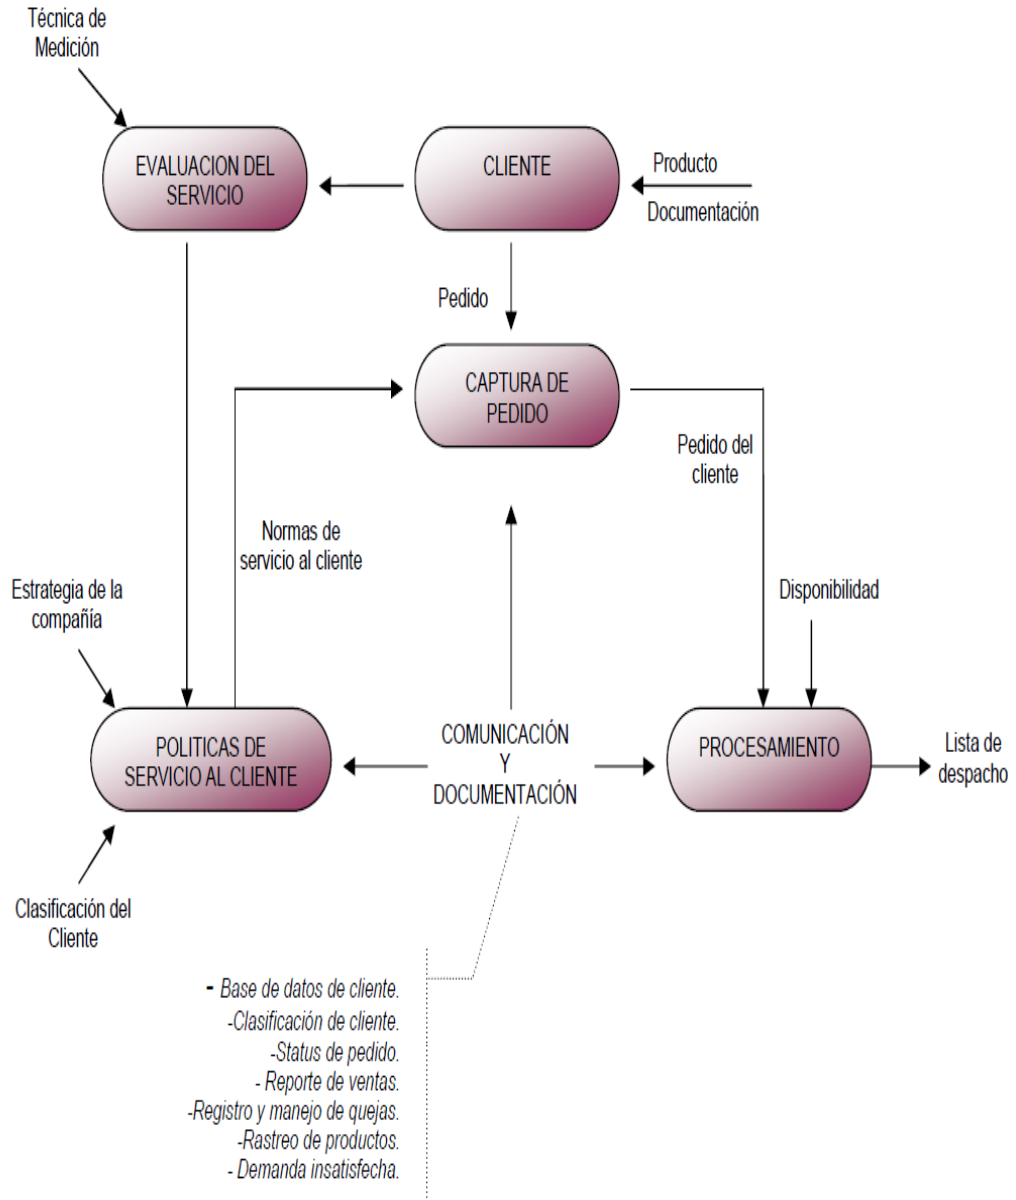 Técnica de
Medición
EVALUACION DEL
SERVICIO
CLIENTE
Producto
Documentación
Pedido
CAPTURA DE
PEDIDO
Pedido del
cliente
Normas de
servicio al cliente
Estrategia de la
compañía
Disponibilidad
POLITICAS DE
SERVICIO AL CLIENTE
COMUNICACIÓN
Y
DOCUMENTACIÓN
PROCESAMIENTO
Lista de
despacho
Clasificación del
Cliente
- Base de datos de cliente.
-Clasificación de cliente.
-Status de pedido.
- Reporte de ventas.
-Registro y manejo de quejas.
-Rastreo de productos.
- Demanda insatisfecha.